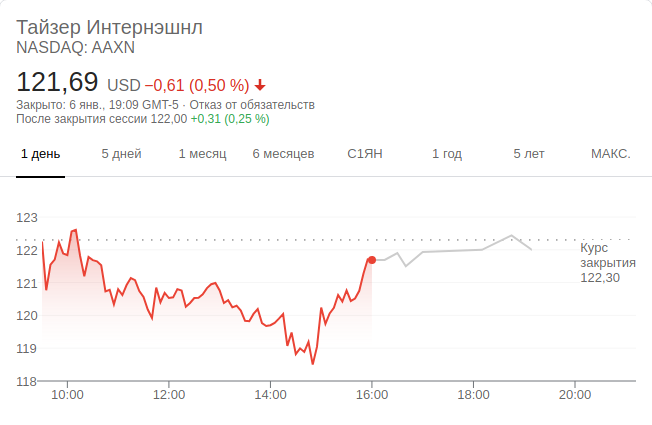 Тайзер Интернэшнл
NASDAQ: AAXN
121,69 USD −0,61 (0,50 %)
Закрыто: 6 янв., 19:09 GMT-5 · Отказ от обязательств
После закрытия сессии 122,00 +0,31 (0,25 %)
1 день 5 дней 1 месяц 6 месяцев С1ЯН 1 год 5 лет МАКС.
123
122
121
120
119
118
Курс
закрытия
122,30
10:00 12:00 14:00 16:00 18:00 20:00